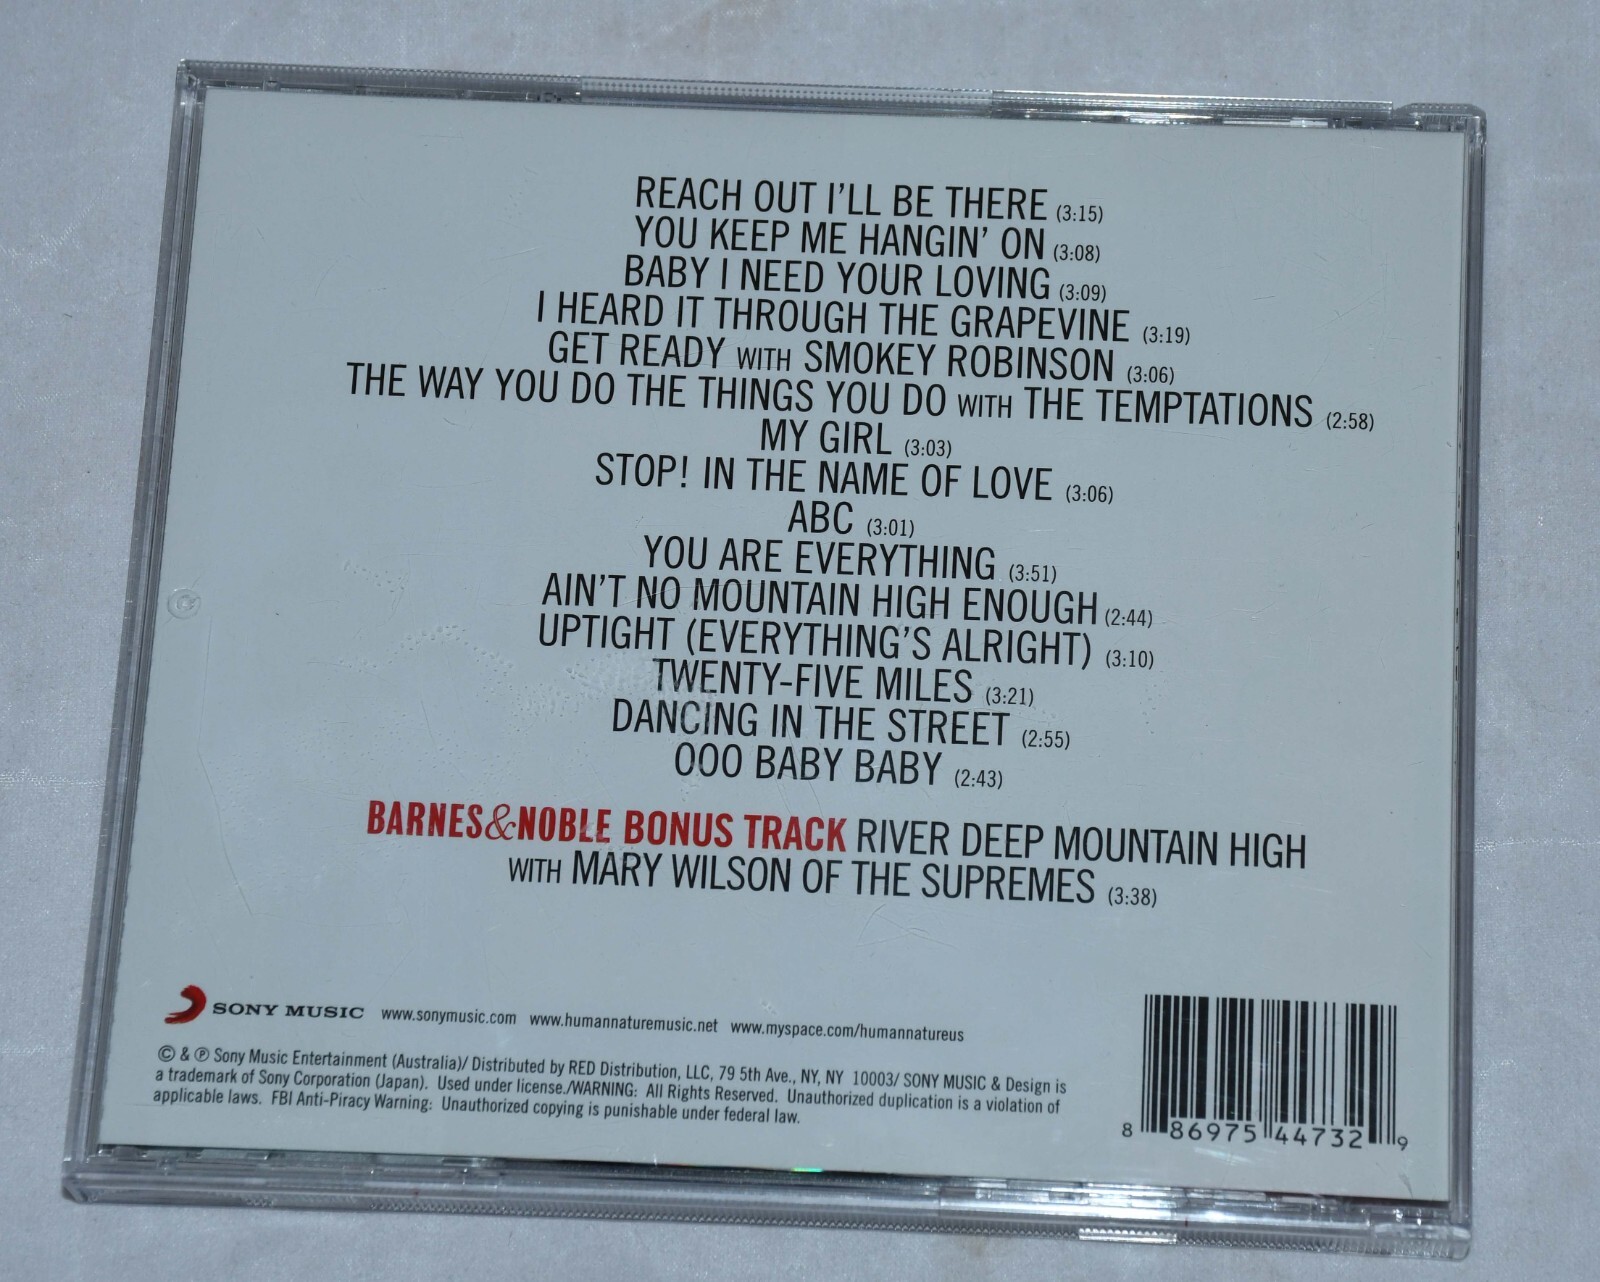 REACH OUT I'LL BE THERE (3:15)
YOU KEEP ME HANGIN' ON (3:08)
BABY I NEED YOUR LOVING (3:09)
I HEARD IT THROUGH THE GRAPEVINE (3:19)
GET READY WITH SMOKEY ROBINSON (3:06)
THE WAY YOU DO THE THINGS YOU DO WITH THE TEMPTATIONS (2:58)
MY GIRL (3:03)
STOP! IN THE NAME OF LOVE (3:06)
ABC (3:01)
YOU ARE EVERYTHING (3:51)
AIN'T NO MOUNTAIN HIGH ENOUGH (2:44)
UPTIGHT (EVERYTHING'S ALRIGHT) (3:10)
TWENTY-FIVE MILES (3:21)
DANCING IN THE STREET (2:55)
OOO BABY BABY (2:43)
BARNES&NOBLE BONUS TRACK RIVER DEEP MOUNTAIN HIGH
WITH MARY WILSON OF THE SUPREMES (3:38)
SONY MUSIC www.sonymusic.com www.humannaturemusic.net www.myspace.com/humannatureus
© & ℗ Sony Music Entertainment (Australia)/ Distributed by RED Distribution, LLC, 79 5th Ave., NY, NY 10003/ SONY MUSIC & Design is
a trademark of Sony Corporation (Japan). Used under license./WARNING: All Rights Reserved. Unauthorized duplication is a violation of
applicable laws. FBI Anti-Piracy Warning: Unauthorized copying is punishable under federal law.
8 86975 44732 9